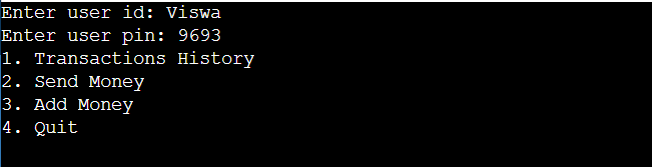 Enter user id: Viswa
Enter user pin: 9693
1. Transactions History
2. Send Money
3. Add Money
4. Quit